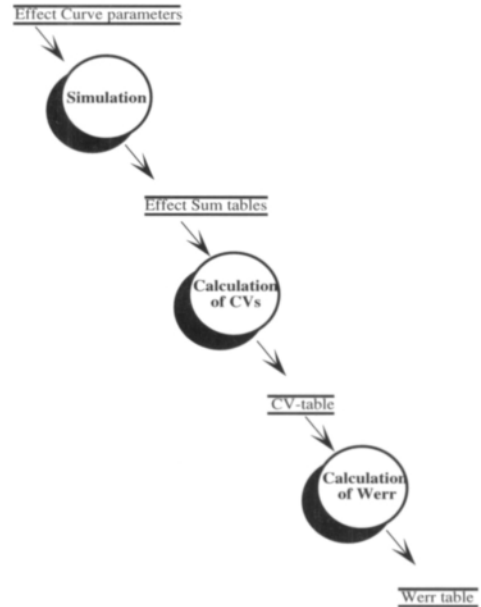 Effect Curve parameters
Simulation
Effect Sum tables
Calculation
of CVs
CV-table
Calculation
of Werr
Werr table